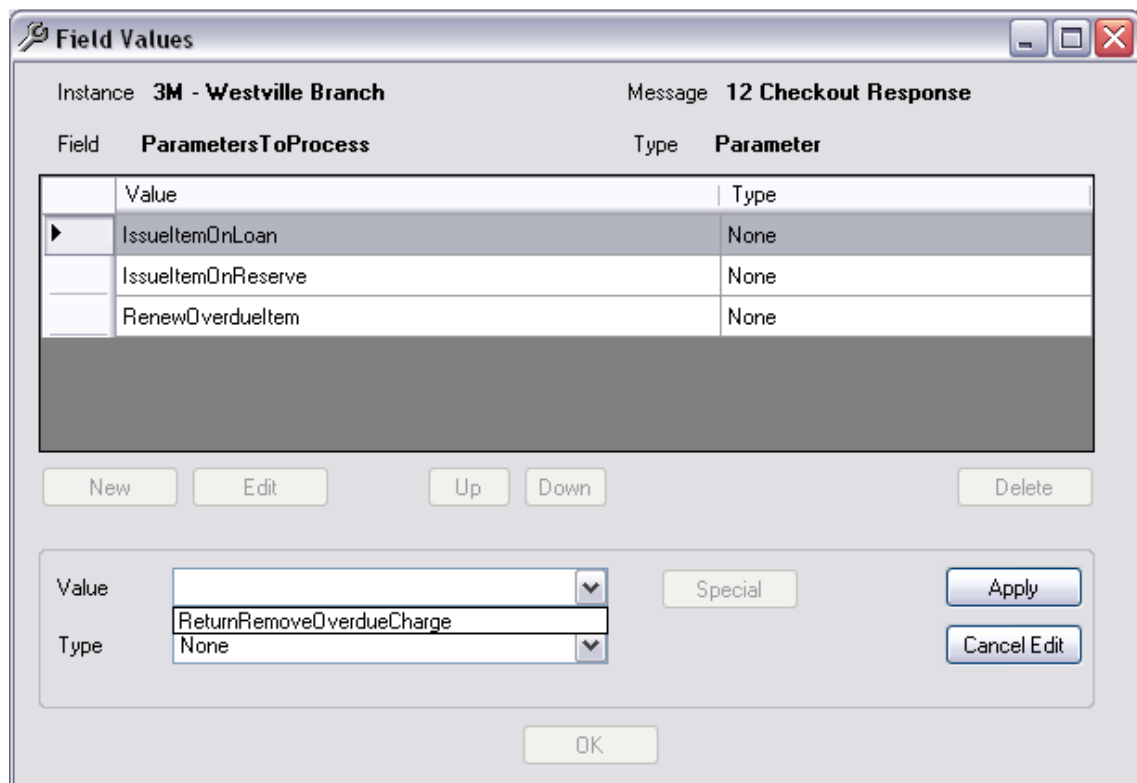 Field Values
Instance 3M - Westville Branch Message 12 Checkout Response
Field ParametersToProcess Type Parameter
Value Type
IssueItemOnLoan None
IssueItemOnReserve None
RenewOverdueItem None
New Edit Up Down Delete
Value Special Apply
ReturnRemoveOverdueCharge
Type None Cancel Edit
OK